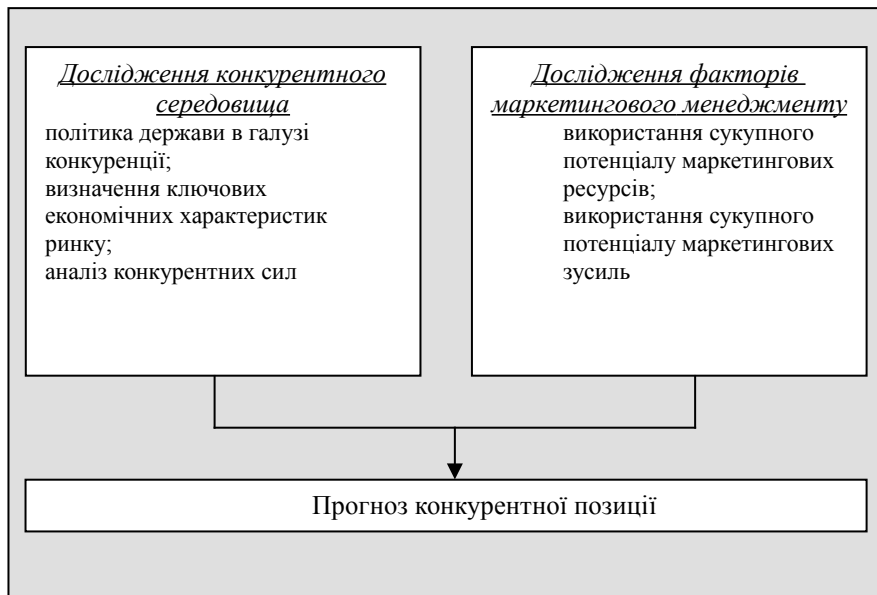 Дослідження конкурентного
середовища
політика держави в галузі
конкуренції;
визначення ключових
економічних характеристик
ринку;
аналіз конкурентних сил
Дослідження факторів
маркетингового менеджменту
використання сукупного
потенціалу маркетингових
ресурсів;
використання сукупного
потенціалу маркетингових
зусиль
Прогноз конкурентної позиції